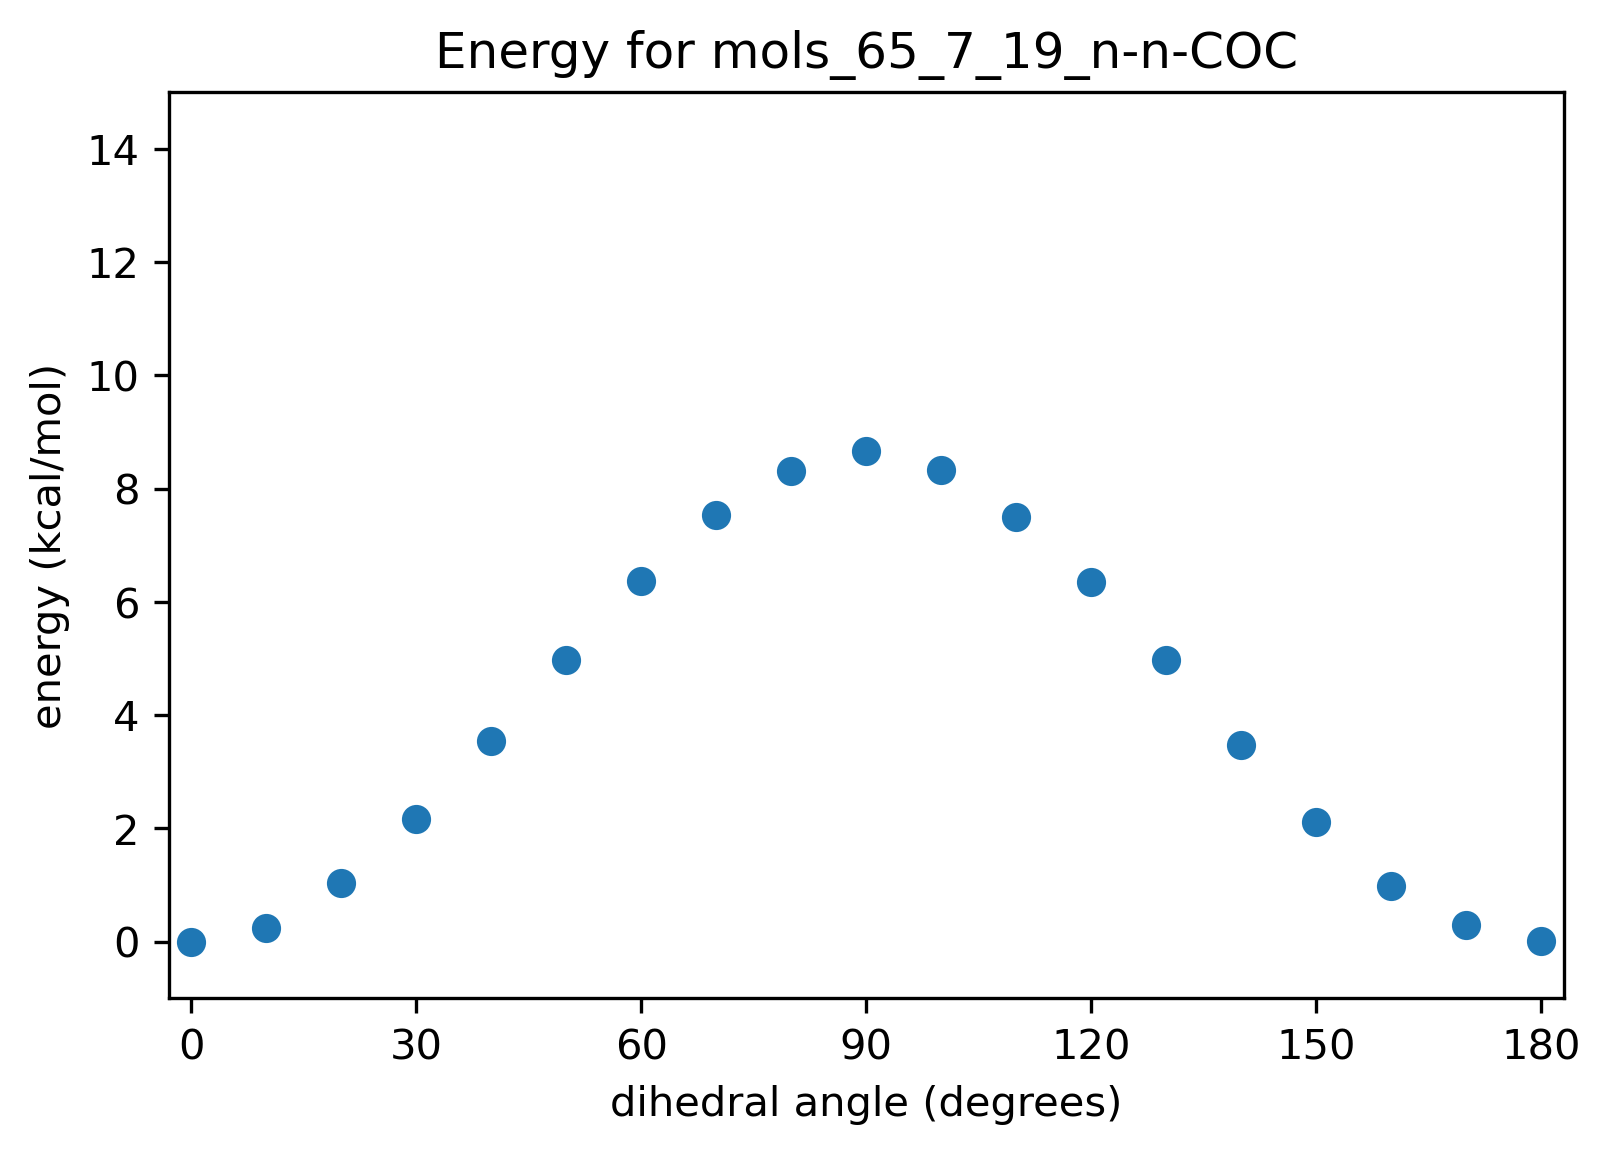 Energy for mols_65_7_19_n-n-COC
14
12
10
8
6
4
2
0
energy (kcal/mol)
0 30 60 90 120 150 180
dihedral angle (degrees)